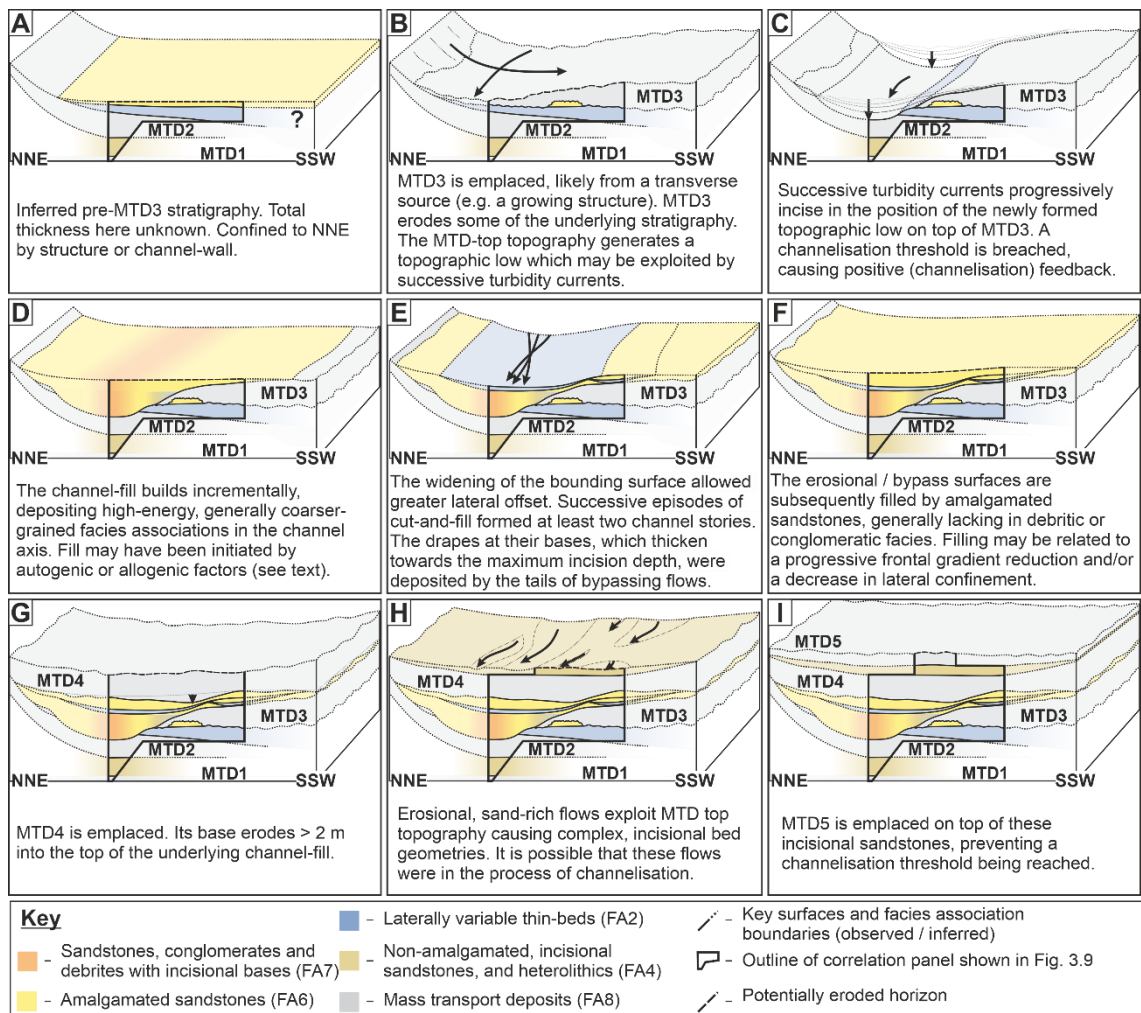 A
?
MTD2
MTD1
NNE
SSW
Inferred pre-MTD3 stratigraphy. Total
thickness here unknown. Confined to NNE
by structure or channel-wall.
B
MTD3
MTD2
MTD1
NNE
SSW
MTD3 is emplaced, likely from a transverse
source (e.g. a growing structure). MTD3
erodes some of the underlying stratigraphy.
The MTD-top topography generates a
topographic low which may be exploited by
successive turbidity currents.
C
MTD3
MTD2
MTD1
NNE
SSW
Successive turbidity currents progressively
incise in the position of the newly formed
topographic low on top of MTD3. A
channelisation threshold is breached,
causing positive (channelisation) feedback.
D
MTD3
MTD2
MTD1
NNE
SSW
The channel-fill builds incrementally,
depositing high-energy, generally coarser-
grained facies associations in the channel
axis. Fill may have been initiated by
autogenic or allogenic factors (see text).
E
MTD3
MTD2
MTD1
NNE
SSW
The widening of the bounding surface allowed
greater lateral offset. Successive episodes of
cut-and-fill formed at least two channel stories.
The drapes at their bases, which thicken
towards the maximum incision depth, were
deposited by the tails of bypassing flows.
F
MTD3
MTD2
MTD1
NNE
SSW
The erosional / bypass surfaces are
subsequently filled by amalgamated
sandstones, generally lacking in debritic or
conglomeratic facies. Filling may be related to
a progressive frontal gradient reduction and/or
a decrease in lateral confinement.
G
MTD4
MTD3
MTD2
MTD1
NNE
SSW
MTD4 is emplaced. Its base erodes > 2 m
into the top of the underlying channel-fill.
H
MTD4
MTD3
MTD2
MTD1
NNE
SSW
Erosional, sand-rich flows exploit MTD top
topography causing complex, incisional bed
geometries. It is possible that these flows
were in the process of channelisation.
I
MTD5
MTD4
MTD3
MTD2
MTD1
NNE
SSW
MTD5 is emplaced on top of these
incisional sandstones, preventing a
channelisation threshold being reached.
Key
– Sandstones, conglomerates and
debrites with incisional bases (FA7)
– Amalgamated sandstones (FA6)
– Laterally variable thin-beds (FA2)
– Non-amalgamated, incisional
sandstones, and heterolithics (FA4)
– Mass transport deposits (FA8)
– Key surfaces and facies association
boundaries (observed / inferred)
– Outline of correlation panel shown in Fig. 3.9
– Potentially eroded horizon